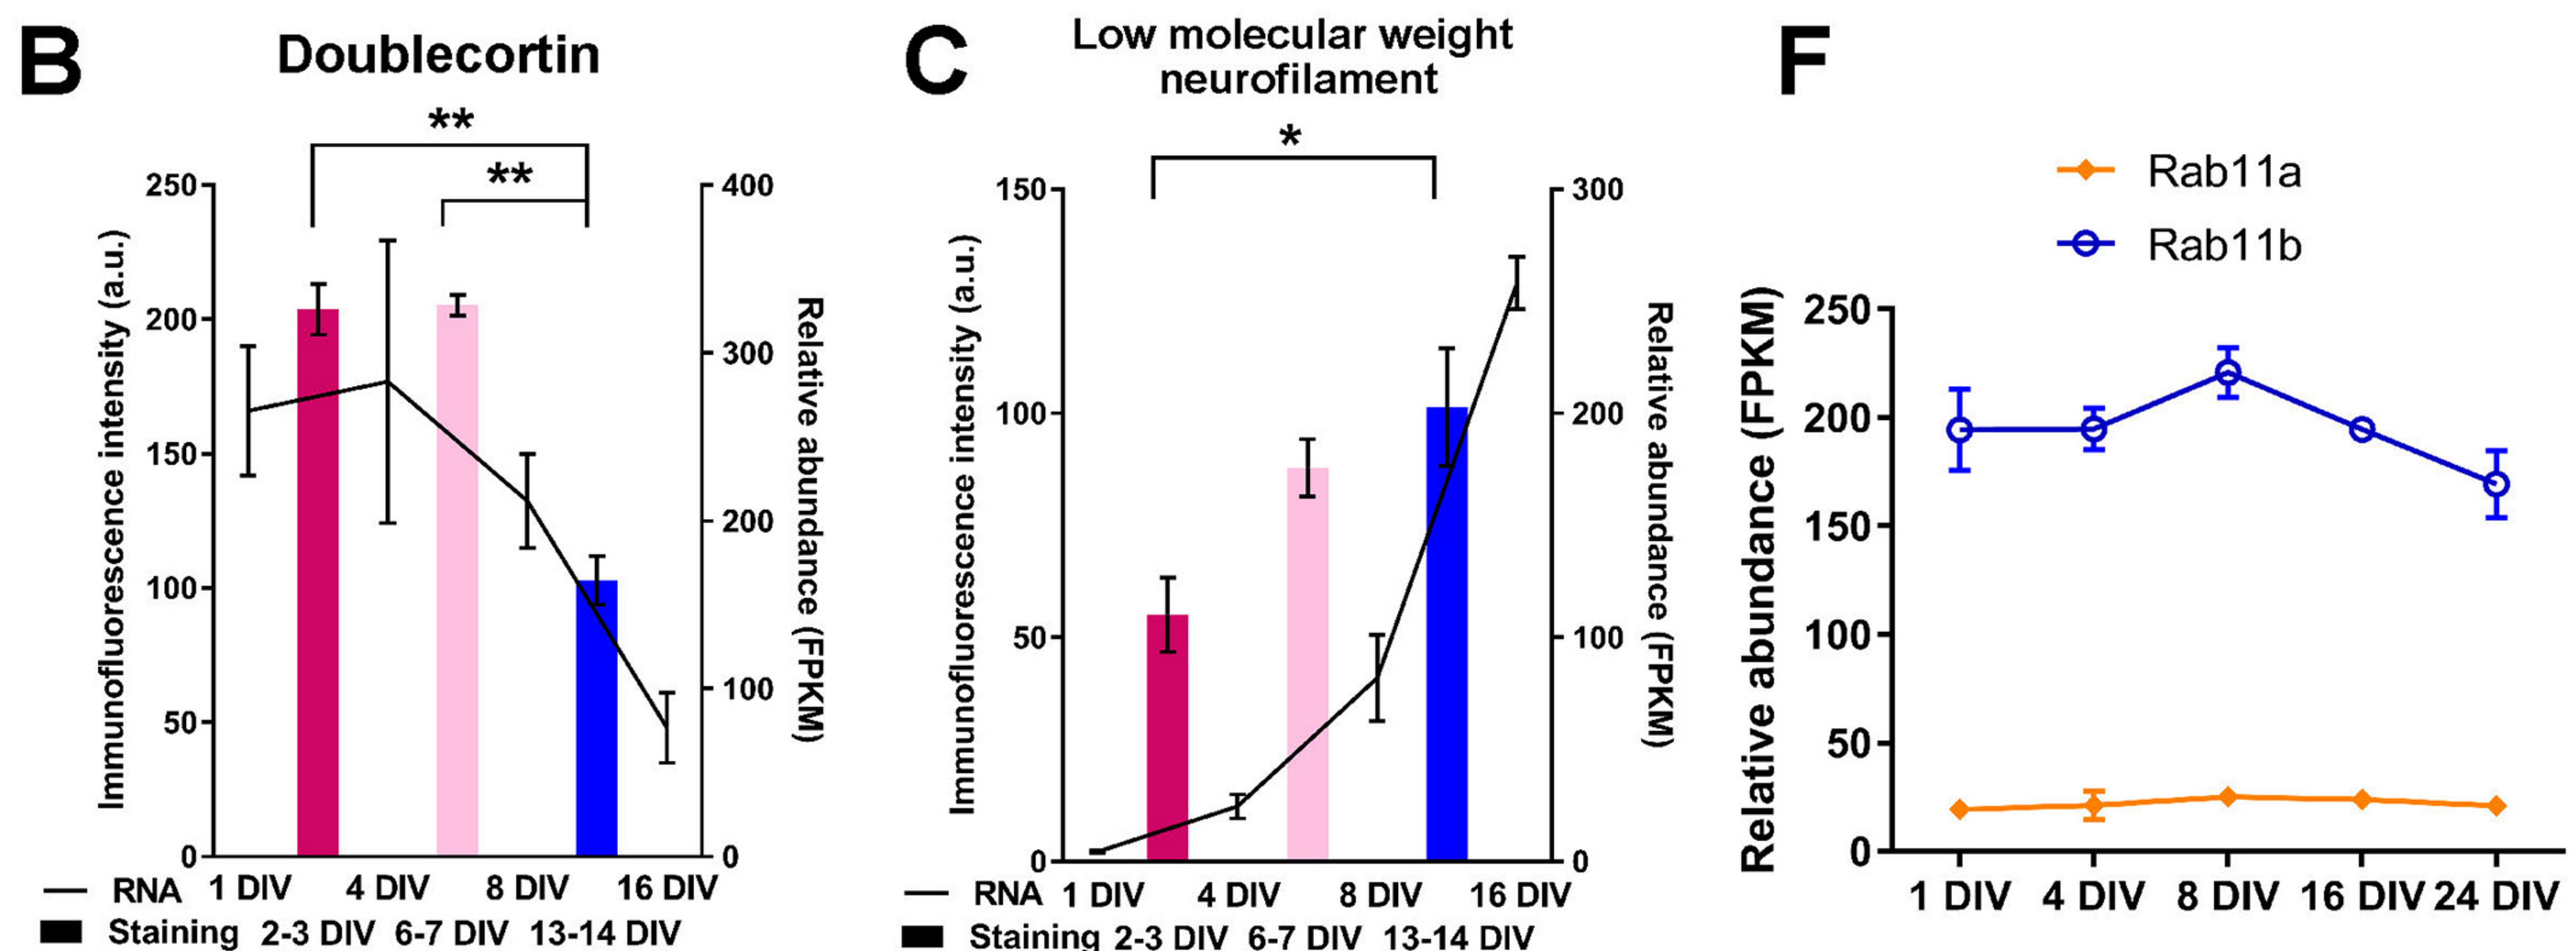 B
Doublecortin
**
**
250
200
150
100
50
0
Immunofluorescence intensity (a.u.)
400
300
200
100
0
Relative abundance (FPKM)
RNA 1 DIV 4 DIV 8 DIV 16 DIV
Staining 2-3 DIV 6-7 DIV 13-14 DIV
C
Low molecular weight
neurofilament
*
150
100
50
0
Immunofluorescence intensity (a.u.)
300
200
100
0
Relative abundance (FPKM)
RNA 1 DIV 4 DIV 8 DIV 16 DIV
Staining 2-3 DIV 6-7 DIV 13-14 DIV
F
Rab11a
Rab11b
250
200
150
100
50
0
Relative abundance (FPKM)
1 DIV 4 DIV 8 DIV 16 DIV 24 DIV